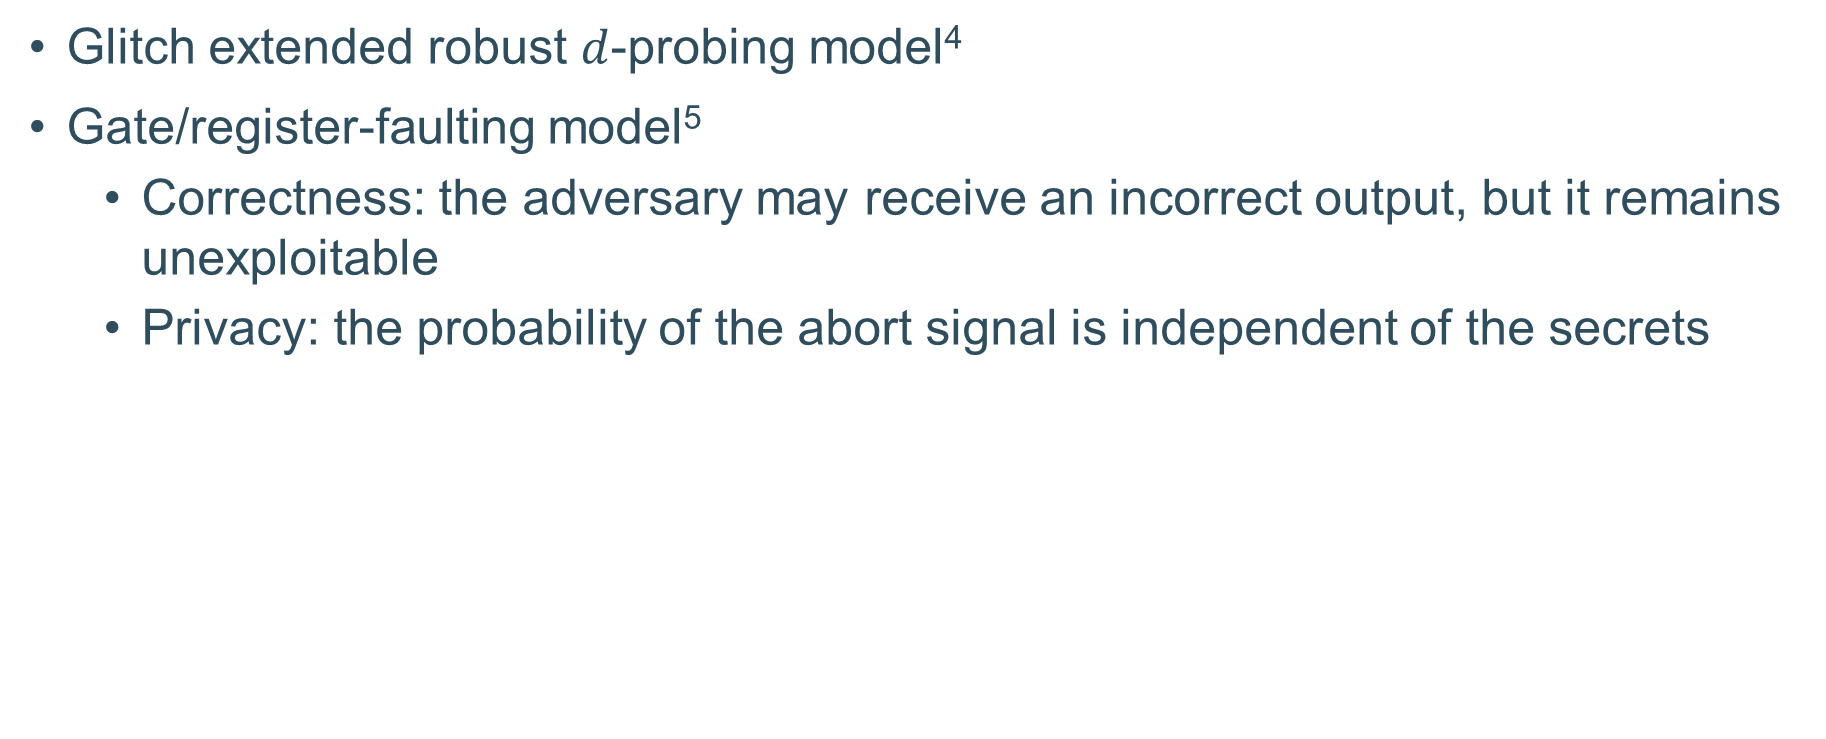 • Glitch extended robust 𝑑-probing model⁴
• Gate/register-faulting model⁵
• Correctness: the adversary may receive an incorrect output, but it remains
unexploitable
• Privacy: the probability of the abort signal is independent of the secrets